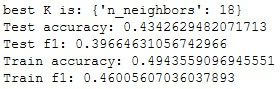 best K is: {'n_neighbors': 18}
Test accuracy: 0.4342629482071713
Test f1: 0.39664631056742966
Train accuracy: 0.4943559096945551
Train f1: 0.46005607036037893